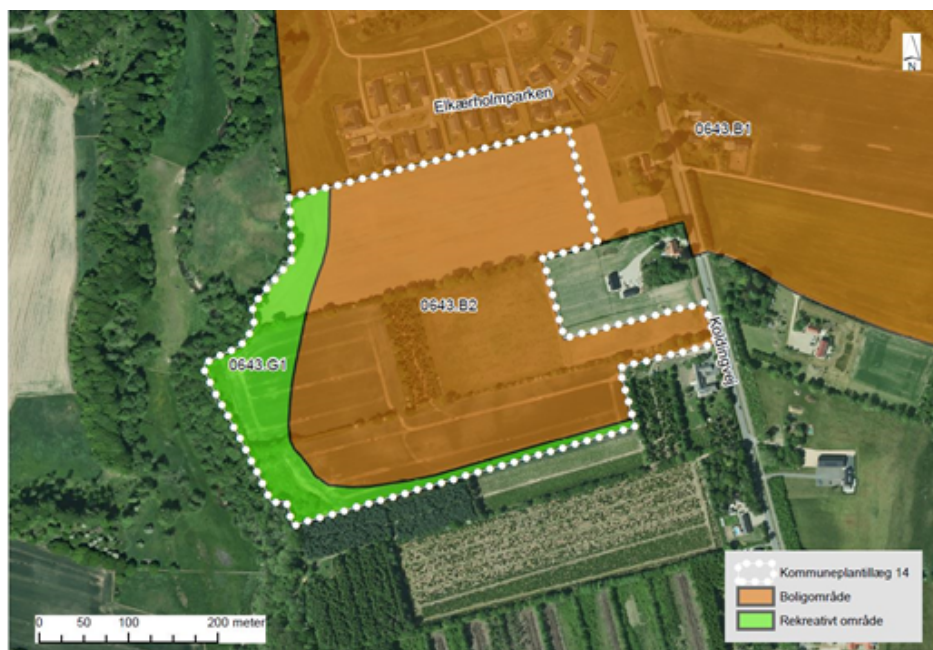 N
Elkærholmparken
0643.B1
0643.B2
0643.G1
Koldingvej
Kommuneplantillæg 14
Boligområde
Rekreativt område
0 50 100 200 meter